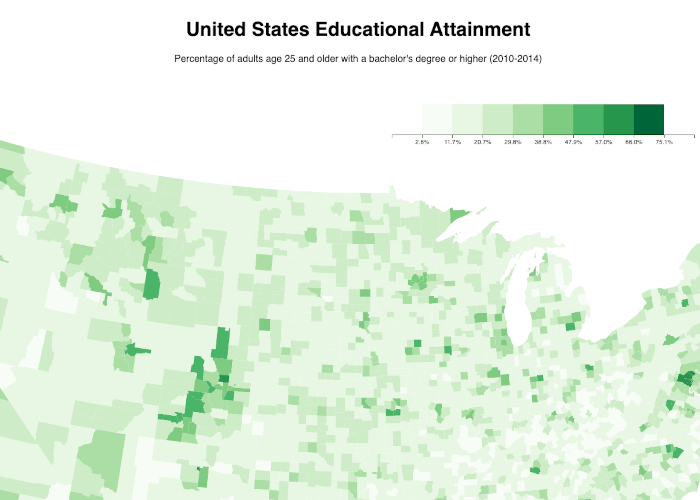 United States Educational Attainment
Percentage of adults age 25 and older with a bachelor's degree or higher (2010-2014)
2.6% 11.7% 20.7% 29.8% 38.8% 47.9% 57.0% 66.0% 75.1%